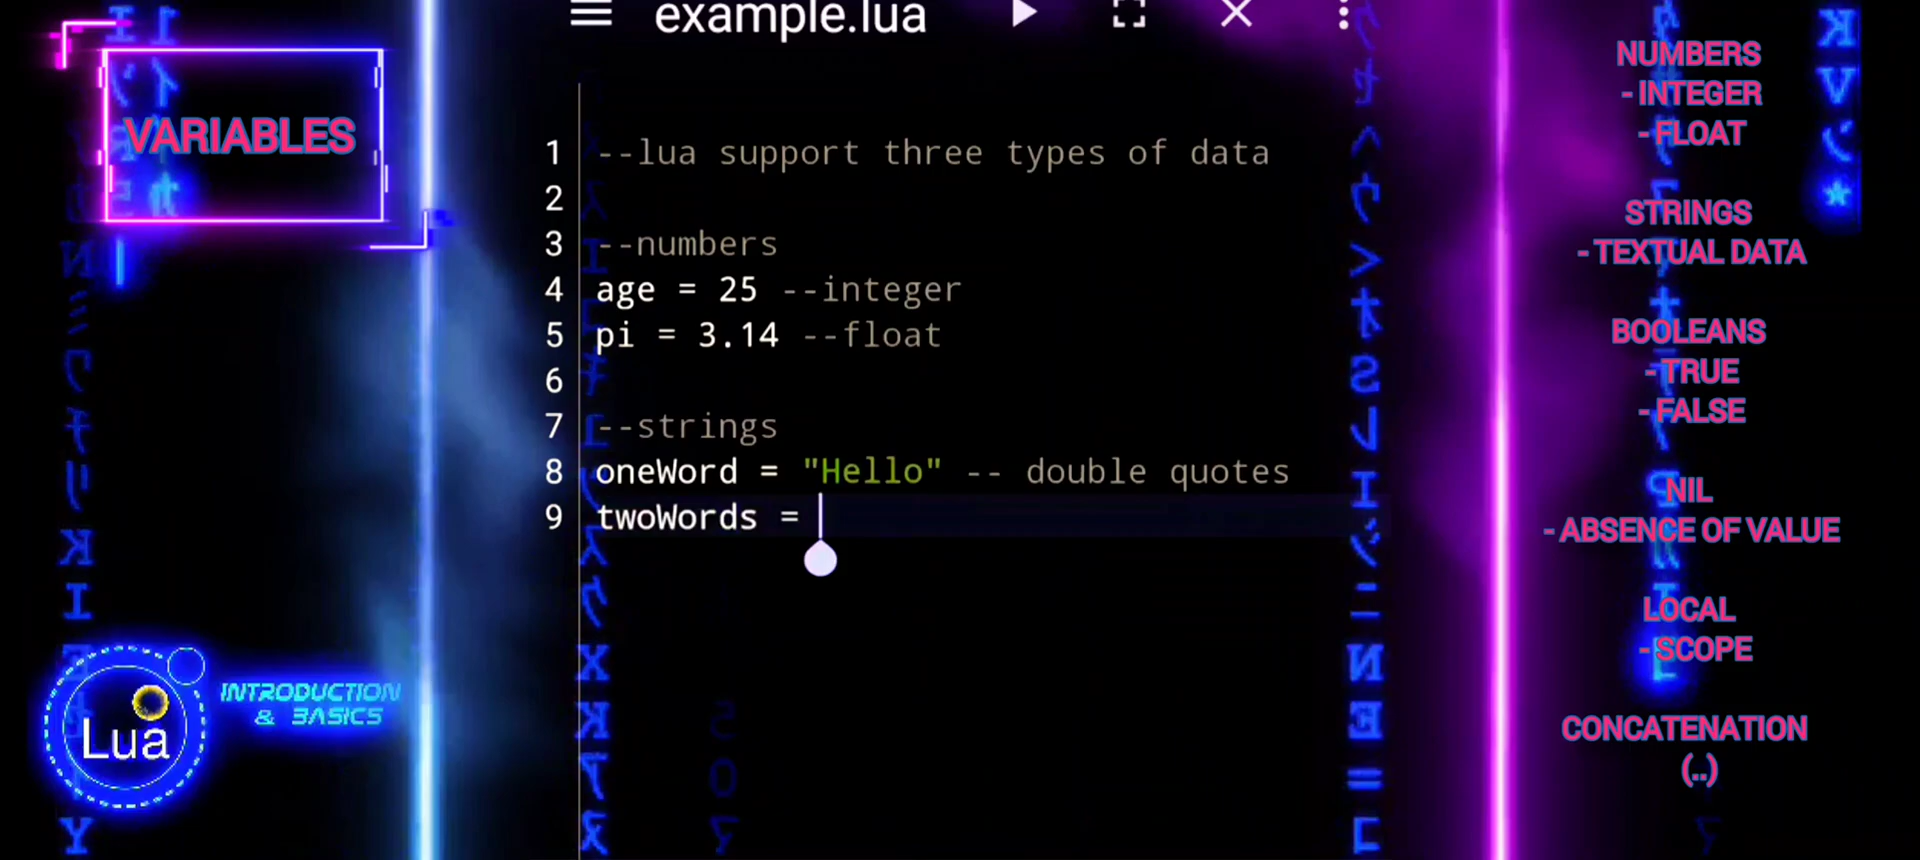 VARIABLES
example.lua
1 --lua support three types of data
2
3 --numbers
4 age = 25 --integer
5 pi = 3.14 --float
6
7 --strings
8 oneWord = "Hello" -- double quotes
9 twoWords =
NUMBERS
- INTEGER
- FLOAT
STRINGS
- TEXTUAL DATA
BOOLEANS
- TRUE
- FALSE
NIL
- ABSENCE OF VALUE
LOCAL
- SCOPE
CONCATENATION
(..)
Lua
INTRODUCTION
& BASICS